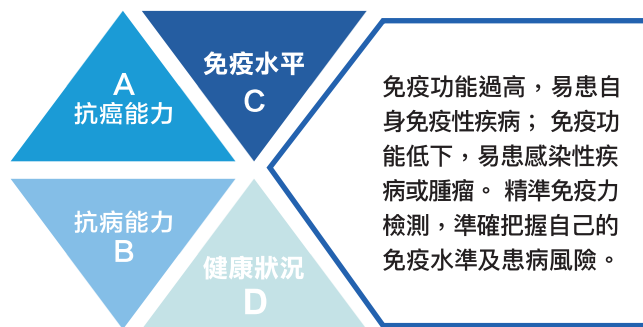 A
抗癌能力
免疫水平
C
抗病能力
B
健康狀況
D
免疫功能過高，易患自
身免疫性疾病； 免疫功
能低下，易患感染性疾
病或腫瘤。 精準免疫力
檢測，準確把握自己的
免疫水準及患病風險。